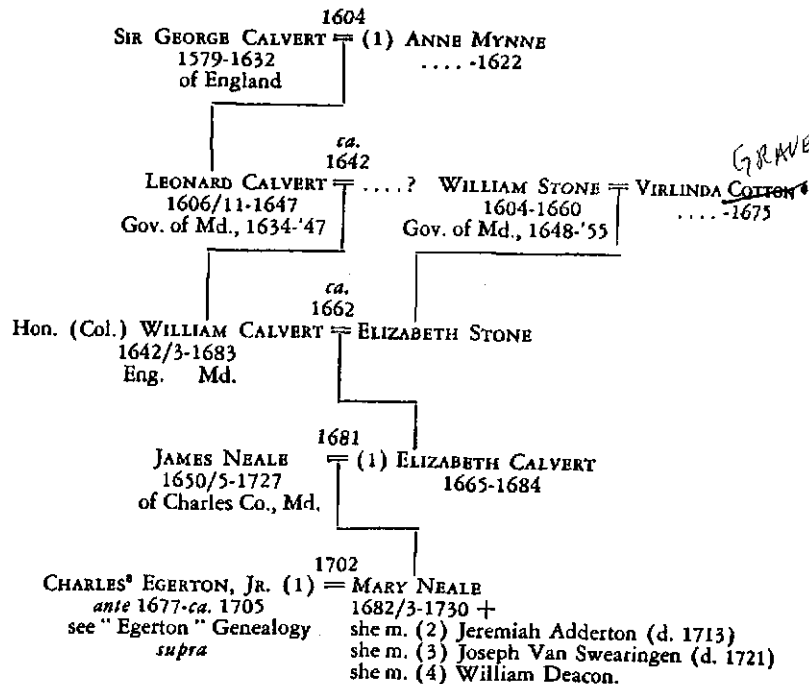 1604
SIR GEORGE CALVERT = (1) ANNE MYNNE
1579-1632 . . . . -1622
of England
ca.
1642
GRAVE
LEONARD CALVERT = . . . . ? WILLIAM STONE = VIRLINDA COTTON
1606/11-1647 1604-1660 . . . . -1675
Gov. of Md., 1634-'47 Gov. of Md., 1648-'55
ca.
1662
Hon. (Col.) WILLIAM CALVERT = ELIZABETH STONE
1642/3-1683
Eng. Md.
1681
JAMES NEALE = (1) ELIZABETH CALVERT
1650/5-1727 1665-1684
of Charles Co., Md.
1702
CHARLES³ EGERTON, JR. (1) = MARY NEALE
ante 1677-ca. 1705 1682/3-1730 +
see "Egerton" Genealogy she m. (2) Jeremiah Adderton (d. 1713)
supra she m. (3) Joseph Van Swearingen (d. 1721)
she m. (4) William Deacon.